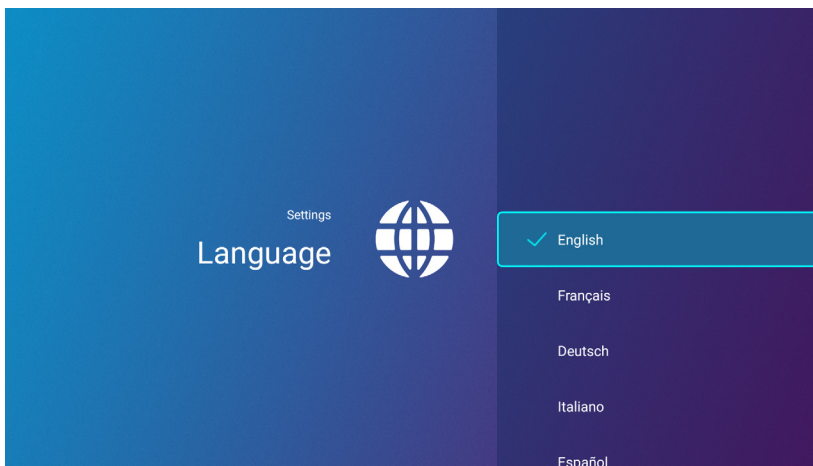 Settings
Language
English
Français
Deutsch
Italiano
Español